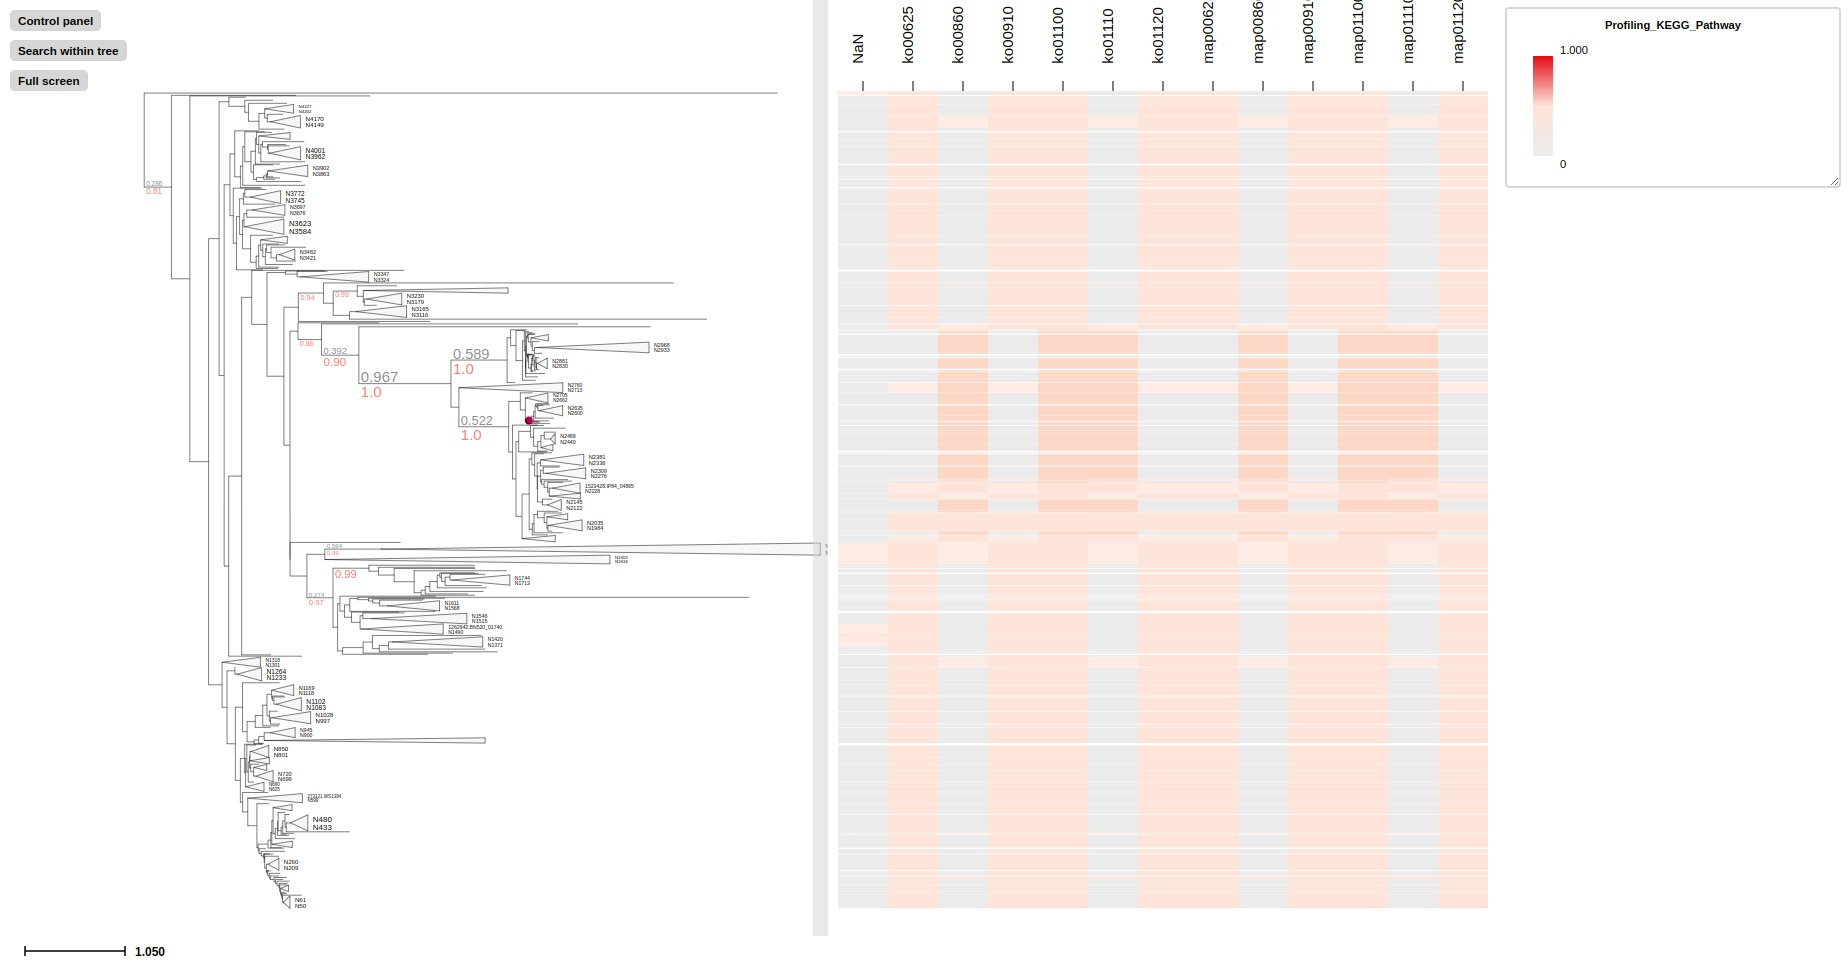 Control panel
Search within tree
Full screen
NaN
ko00625
ko00860
ko00910
ko01100
ko01110
ko01120
map0062
map0086
map0091
map0110
map0111
map0112
Profiling_KEGG_Pathway
1.000
0
N4227
N4202
N4170
N4149
N4001
N3962
N3902
N3863
0.286
0.81
N3772
N3745
N3697
N3676
N3623
N3584
N3462
N3421
N3347
N3324
0.94
0.99
N3230
N3179
N3165
N3116
0.88
0.392
0.90
0.967
1.0
0.589
1.0
N2968
N2933
N2881
N2830
N2760
N2713
N2705
N2662
N2635
N2600
0.522
1.0
N2489
N2440
N2381
N2336
N2309
N2276
1523428.IP84_04865
N2228
N2145
N2122
N2035
N1984
0.594
0.99
0.99
N1744
N1713
0.274
0.97
N1611
N1568
N1546
N1515
1262942.BN520_01740
N1490
N1420
N1371
N1318
N1301
N1264
N1233
N1169
N1118
N1102
N1083
N1028
N997
N945
N900
N850
N801
N720
N699
N660
N625
273121.WS1394
N599
N480
N433
N260
N209
N61
N50
1.050